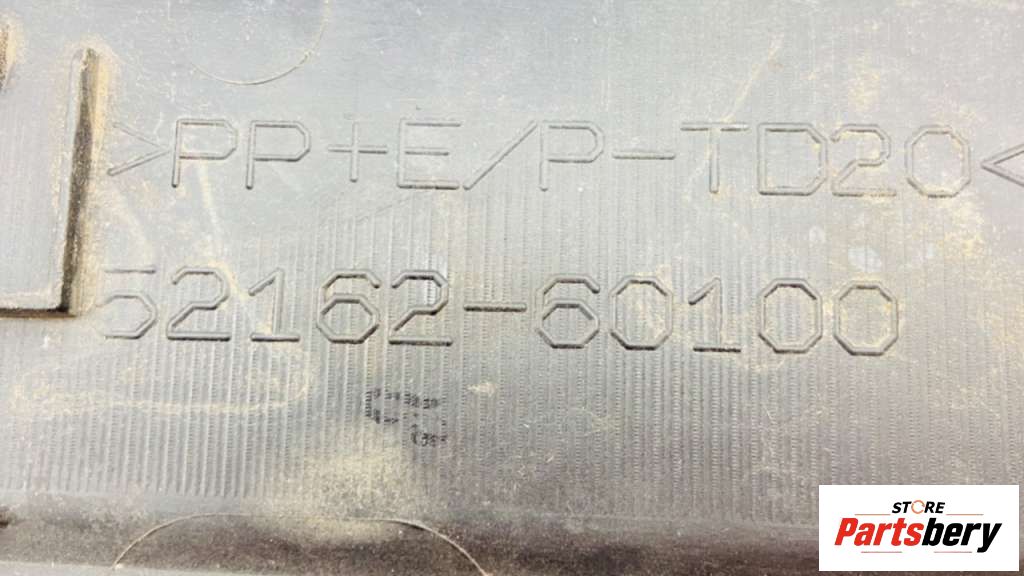 >PP+E/P-TD20<
52162-60100
STORE
Partsbery